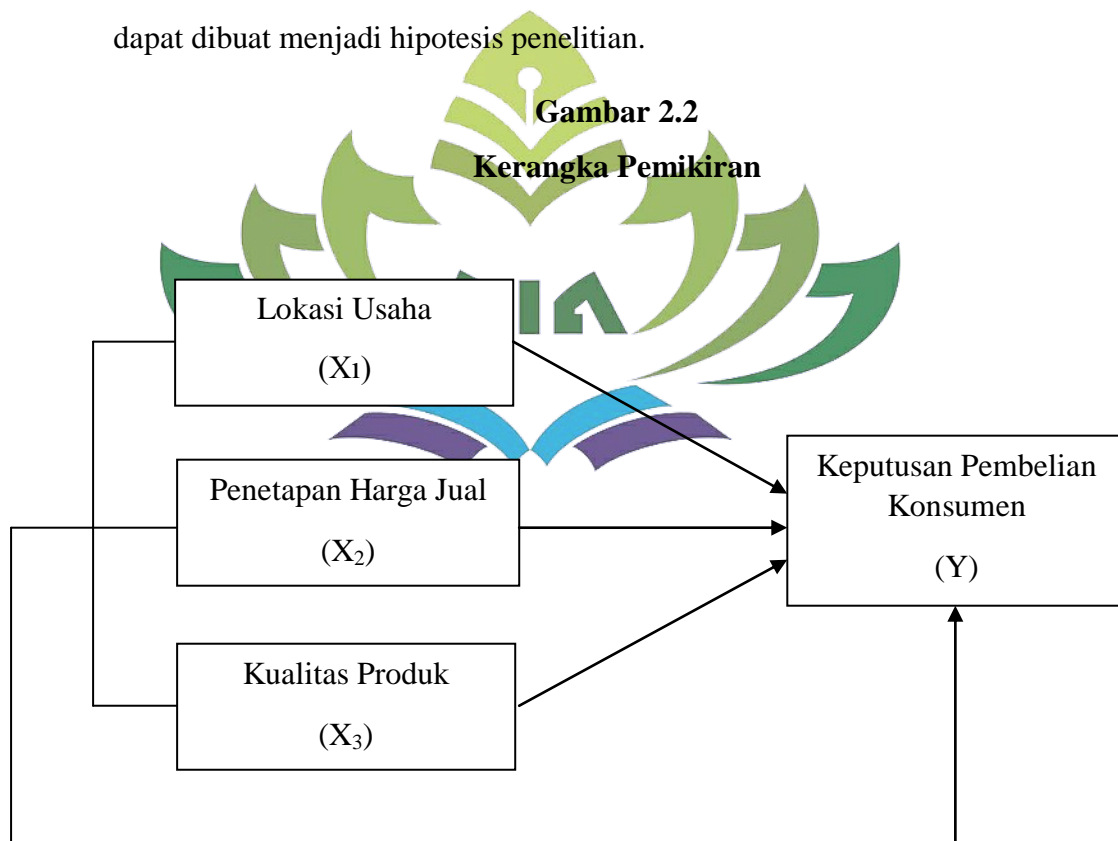 dapat dibuat menjadi hipotesis penelitian.
Gambar 2.2
Kerangka Pemikiran
Lokasi Usaha
(X1)
Penetapan Harga Jual
(X₂)
Kualitas Produk
(X₃)
Keputusan Pembelian
Konsumen
(Y)